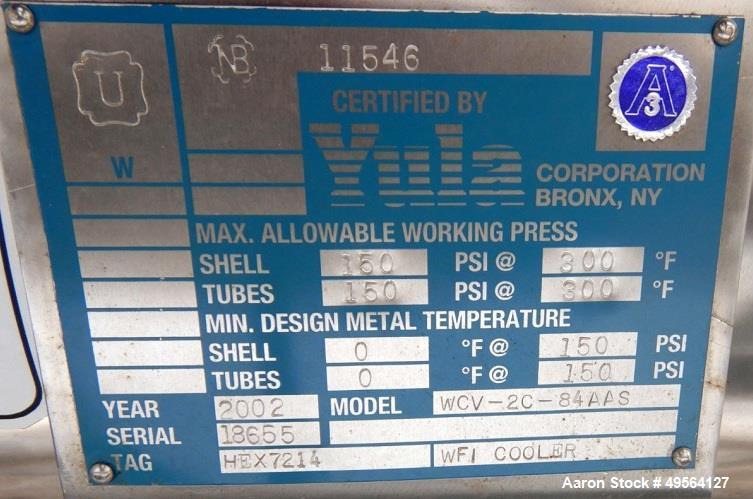 U
NB 11546
A
3
W
CERTIFIED BY
Yula CORPORATION
BRONX, NY
MAX. ALLOWABLE WORKING PRESS
SHELL 150 PSI @ 300 °F
TUBES 150 PSI @ 300 °F
MIN. DESIGN METAL TEMPERATURE
SHELL 0 °F @ 150 PSI
TUBES 0 °F @ 150 PSI
YEAR 2002 MODEL WCV-2C-84AAS
SERIAL 18655
TAG HEX7214 WFI COOLER
Aaron Stock # 49564127